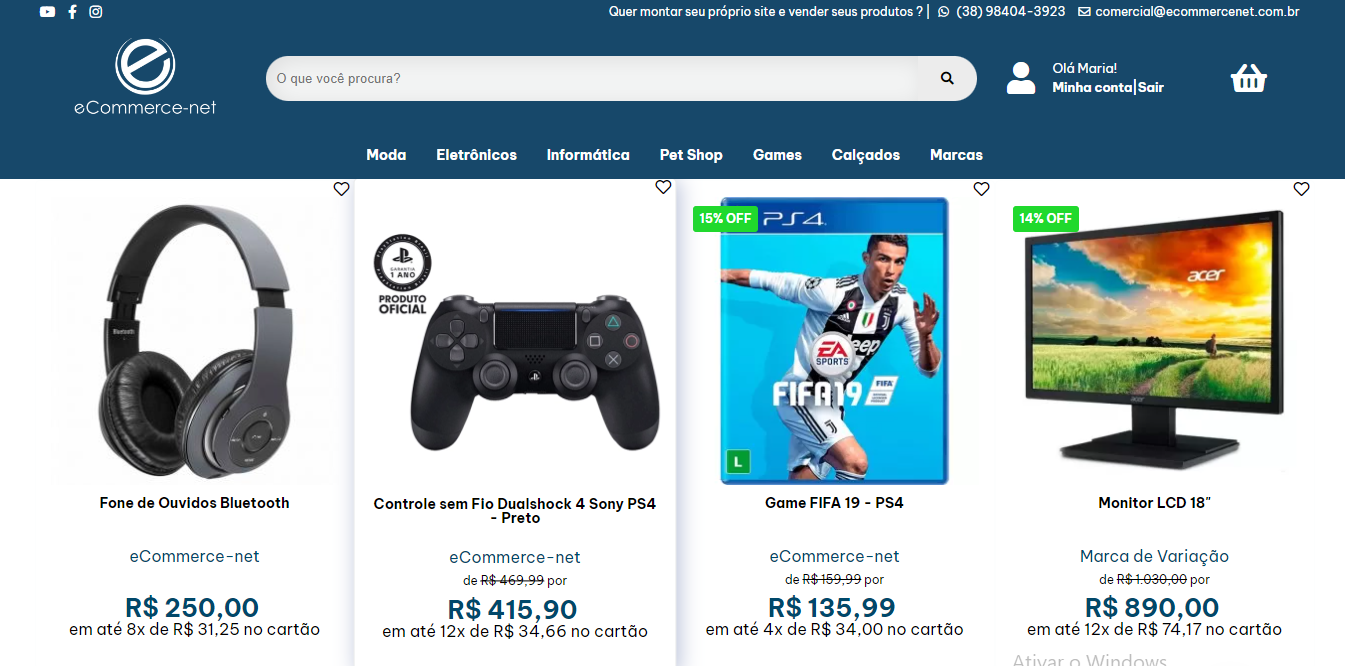 Quer montar seu próprio site e vender seus produtos ? | (38) 98404-3923 comercial@ecommercenet.com.br
eCommerce-net
O que você procura?
Olá Maria!
Minha conta|Sair
Moda Eletrônicos Informática Pet Shop Games Calçados Marcas
Bluetooth
GARANTIA
1 ANO
PRODUTO
OFICIAL
15% OFF
PS4
EA
SPORTS
Jeep
FIFA 19
FIFA
L
14% OFF
acer
acer
Fone de Ouvidos Bluetooth
eCommerce-net
R$ 250,00
em até 8x de R$ 31,25 no cartão
Controle sem Fio Dualshock 4 Sony PS4
- Preto
eCommerce-net
de R$ 469,99 por
R$ 415,90
em até 12x de R$ 34,66 no cartão
Game FIFA 19 - PS4
eCommerce-net
de R$ 159,99 por
R$ 135,99
em até 4x de R$ 34,00 no cartão
Monitor LCD 18″
Marca de Variação
de R$ 1.030,00 por
R$ 890,00
em até 12x de R$ 74,17 no cartão
Ativar o Windows